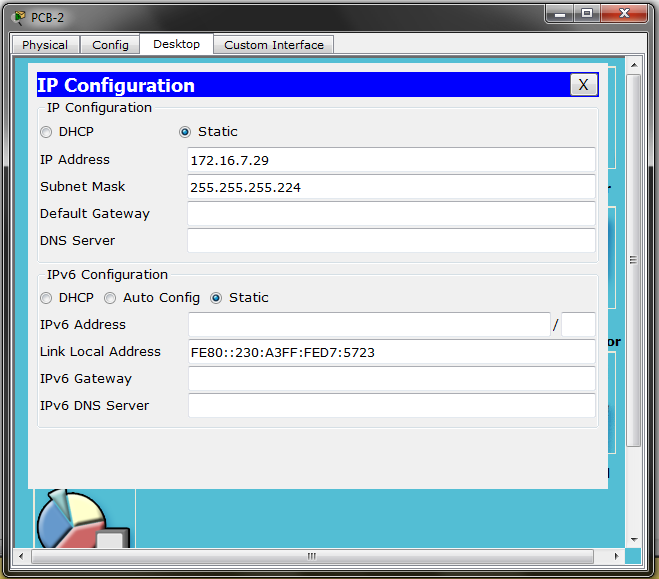 PCB-2
Physical Config Desktop Custom Interface
IP Configuration X
IP Configuration
DHCP Static
IP Address 172.16.7.29
Subnet Mask 255.255.255.224
Default Gateway
DNS Server
IPv6 Configuration
DHCP Auto Config Static
IPv6 Address /
Link Local Address FE80::230:A3FF:FED7:5723
IPv6 Gateway
IPv6 DNS Server